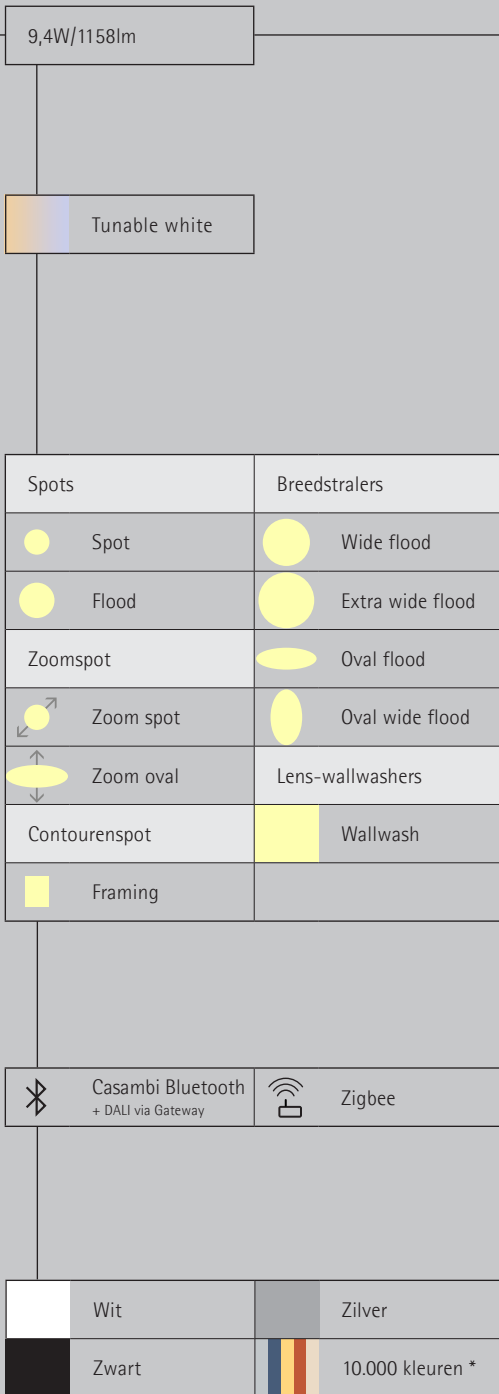 9,4W/1158lm
Tunable white
Spots
Breedstralers
Spot
Wide flood
Flood
Extra wide flood
Zoomspot
Oval flood
Zoom spot
Oval wide flood
Zoom oval
Lens-wallwashers
Contourenspot
Wallwash
Framing
Casambi Bluetooth
+ DALI via Gateway
Zigbee
Wit
Zilver
Zwart
10.000 kleuren *